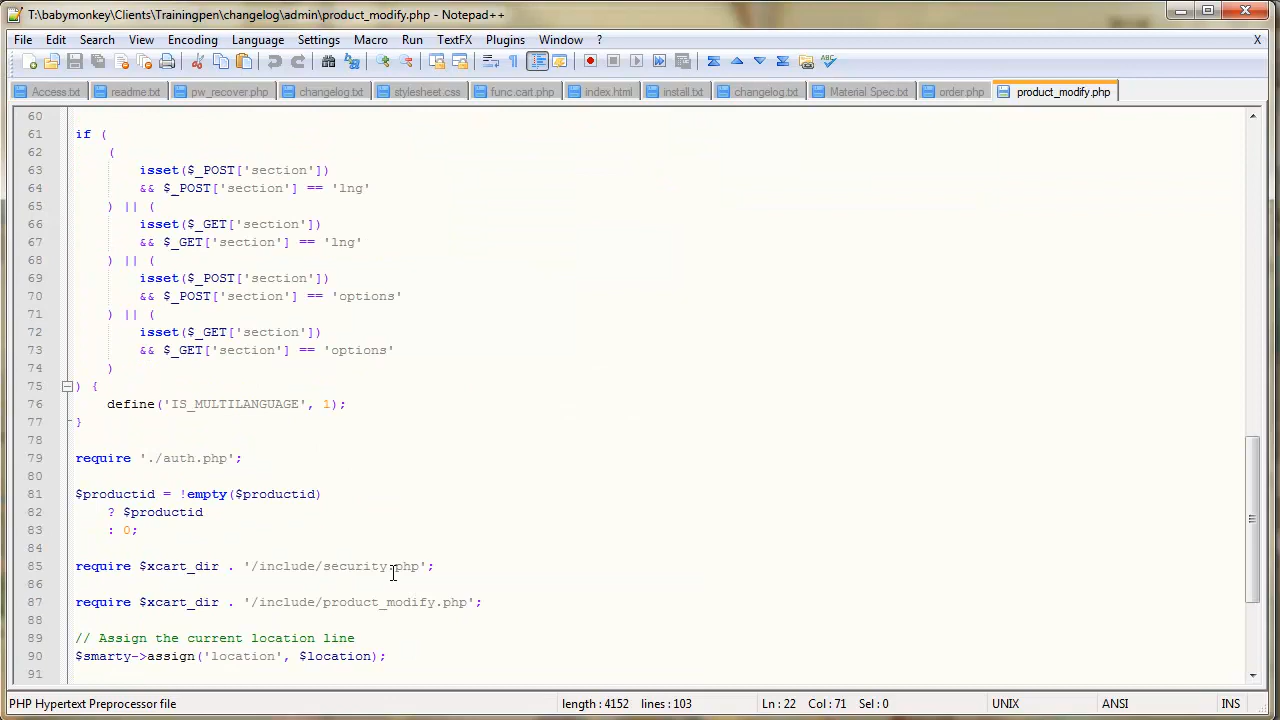 T:\babymonkey\Clients\Trainingpen\changelog\admin\product_modify.php - Notepad++
File Edit Search View Encoding Language Settings Macro Run TextFX Plugins Window ? X
Access.txt readme.txt pw_recover.php changelog.txt stylesheet.css func.cart.php index.html install.txt changelog.txt Material Spec.txt order.php product_modify.php
60
61 if (
62 (
63 isset($_POST['section'])
64 && $_POST['section'] == 'lng'
65 ) || (
66 isset($_GET['section'])
67 && $_GET['section'] == 'lng'
68 ) || (
69 isset($_POST['section'])
70 && $_POST['section'] == 'options'
71 ) || (
72 isset($_GET['section'])
73 && $_GET['section'] == 'options'
74 )
75 ) {
76 define('IS_MULTILANGUAGE', 1);
77 }
78
79 require './auth.php';
80
81 $productid = !empty($productid)
82 ? $productid
83 : 0;
84
85 require $xcart_dir . '/include/security.php';
86
87 require $xcart_dir . '/include/product_modify.php';
88
89 // Assign the current location line
90 $smarty->assign('location', $location);
91
PHP Hypertext Preprocessor file length : 4152 lines : 103 Ln : 22 Col : 71 Sel : 0 UNIX ANSI INS